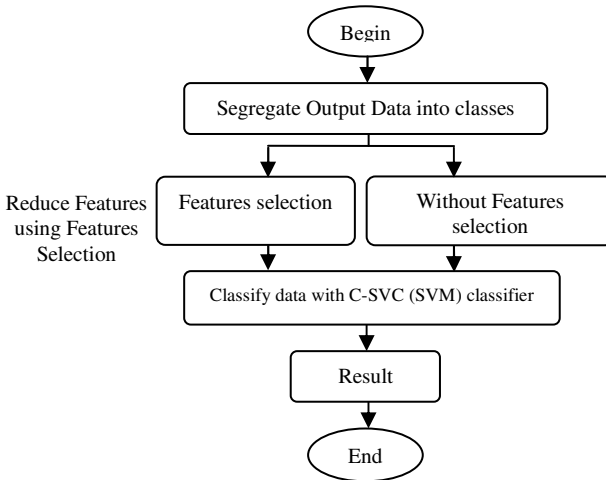 Begin
Segregate Output Data into classes
Reduce Features
using Features
Selection
Features selection
Without Features
selection
Classify data with C-SVC (SVM) classifier
Result
End